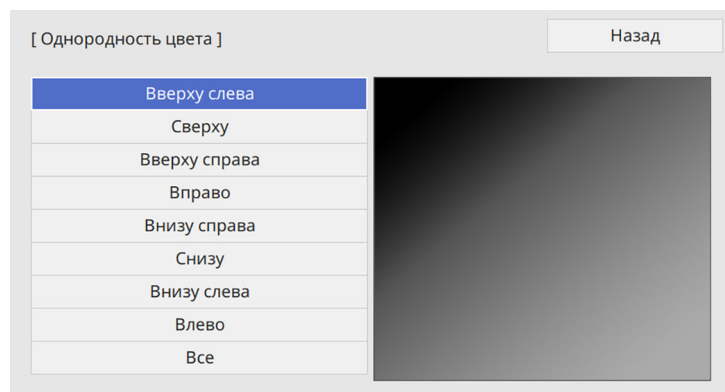 [ Однородность цвета ]
Назад
Вверху слева
Сверху
Вверху справа
Вправо
Внизу справа
Снизу
Внизу слева
Влево
Все